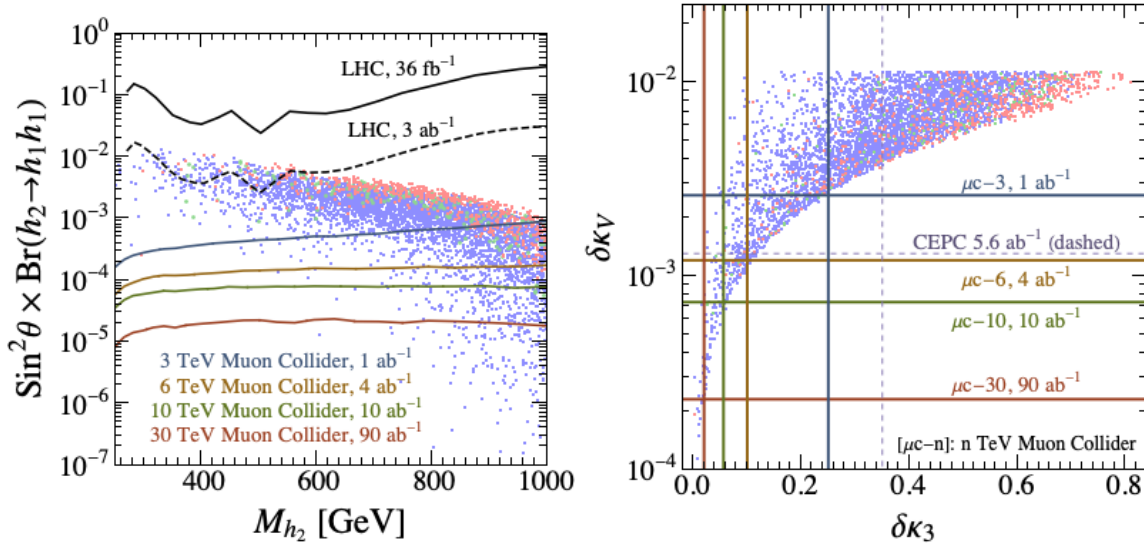 10⁰
10⁻¹
10⁻²
10⁻³
10⁻⁴
10⁻⁵
10⁻⁶
10⁻⁷
Sin²θ × Br(h₂→h₁h₁)
LHC, 36 fb⁻¹
LHC, 3 ab⁻¹
3 TeV Muon Collider, 1 ab⁻¹
6 TeV Muon Collider, 4 ab⁻¹
10 TeV Muon Collider, 10 ab⁻¹
30 TeV Muon Collider, 90 ab⁻¹
400 600 800 1000
M_h₂ [GeV]
10⁻²
10⁻³
10⁻⁴
δκ_V
μc−3, 1 ab⁻¹
CEPC 5.6 ab⁻¹ (dashed)
μc−6, 4 ab⁻¹
μc−10, 10 ab⁻¹
μc−30, 90 ab⁻¹
[μc−n]: n TeV Muon Collider
0.0 0.2 0.4 0.6 0.8
δκ₃